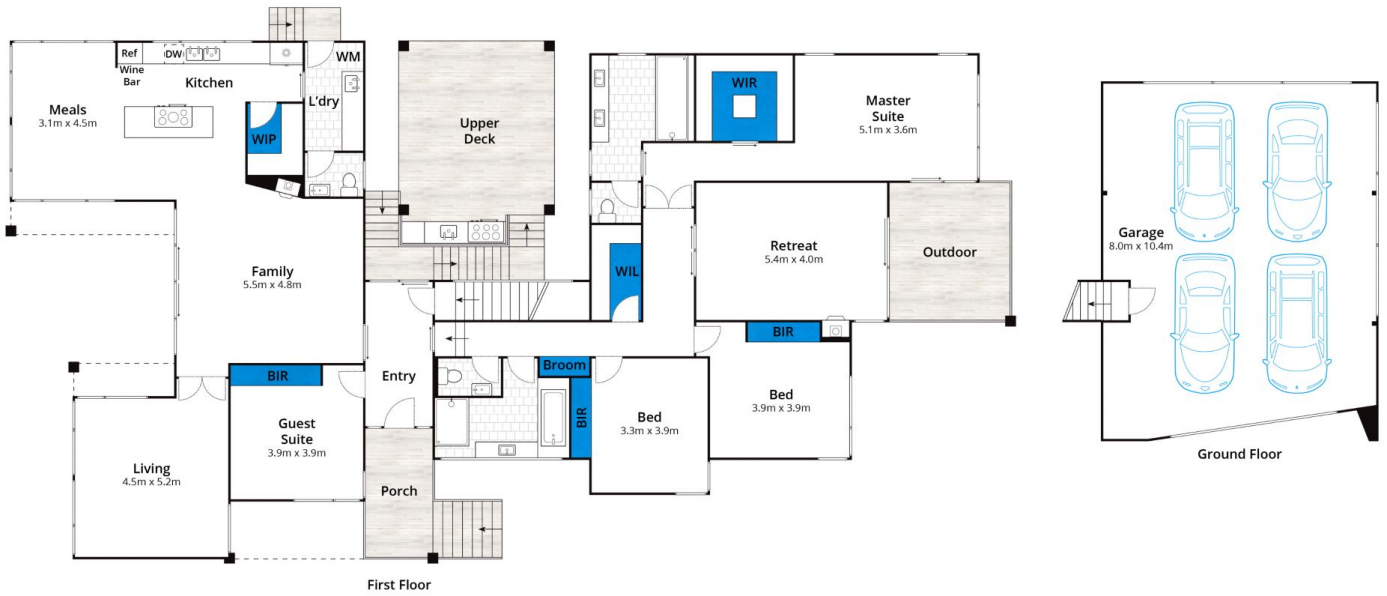 Ref
DW
Wine
Bar
Kitchen
WM
L'dry
Meals
3.1m x 4.5m
WIP
Upper
Deck
WIR
Master
Suite
5.1m x 3.6m
Family
5.5m x 4.8m
WIL
Retreat
5.4m x 4.0m
Outdoor
Garage
8.0m x 10.4m
BIR
Entry
Broom
BIR
BIR
Guest
Suite
3.9m x 3.9m
Bed
3.3m x 3.9m
Bed
3.9m x 3.9m
Living
4.5m x 5.2m
Porch
Ground Floor
First Floor